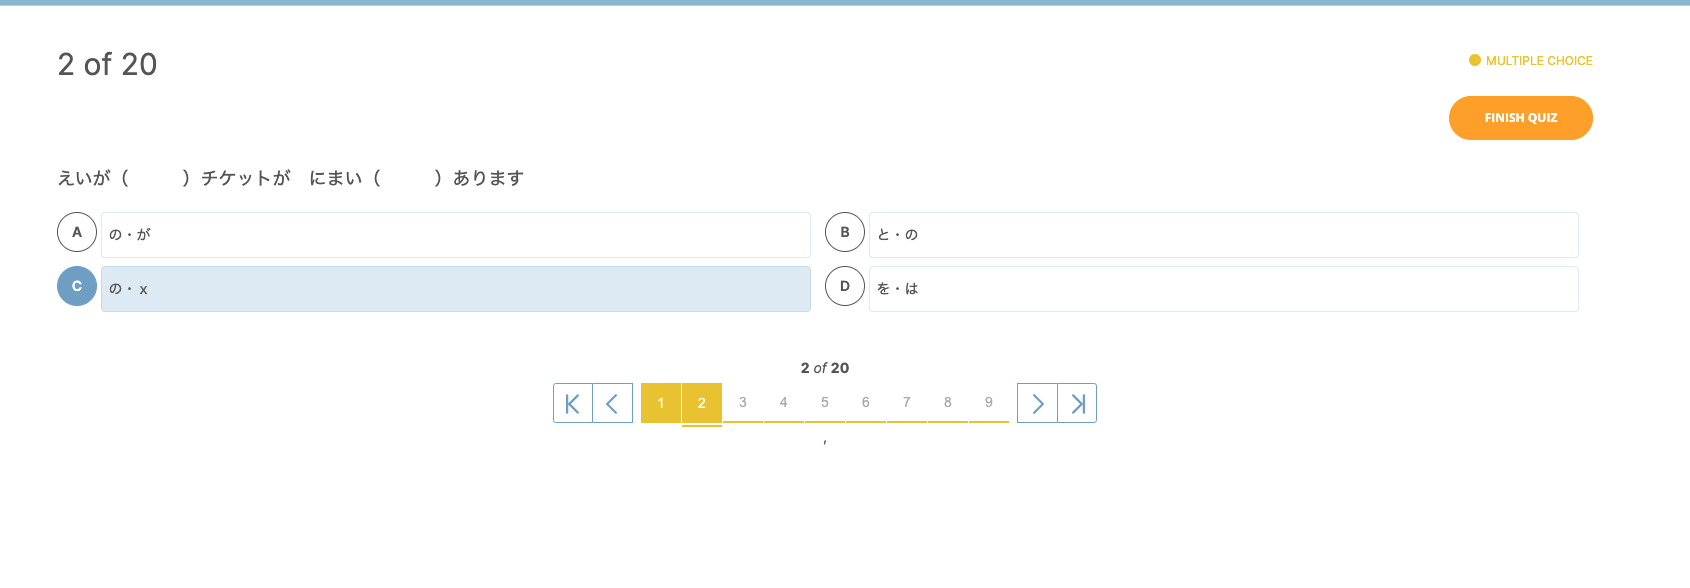 2 of 20
MULTIPLE CHOICE
FINISH QUIZ
えいが（　　　）チケットが　にまい（　　　）あります
A の・が
B と・の
C の・ｘ
D を・は
2 of 20
1 2 3 4 5 6 7 8 9
,